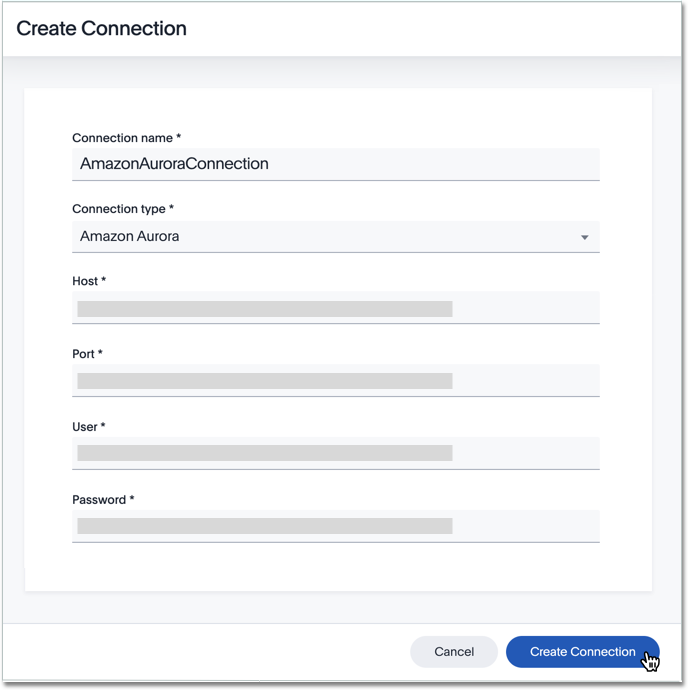 Create Connection
Connection name *
AmazonAuroraConnection
Connection type *
Amazon Aurora
Host *
Port *
User *
Password *
Cancel
Create Connection